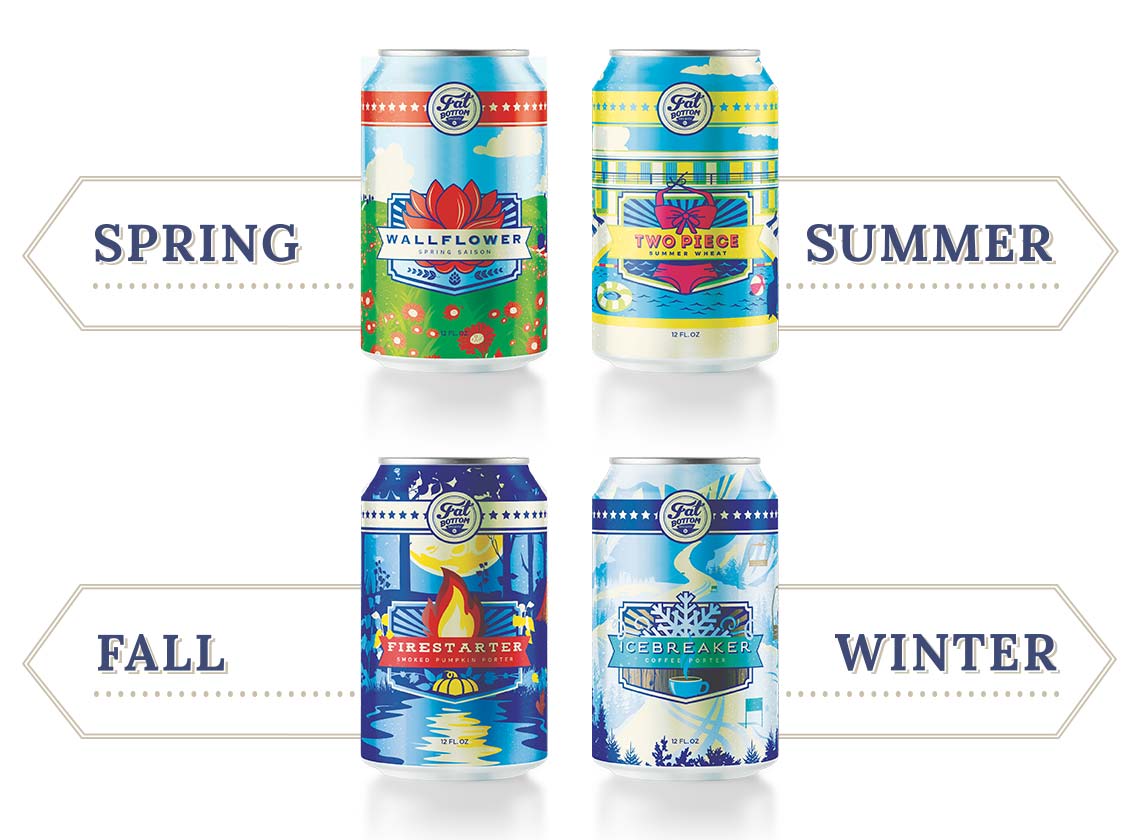 Fat
BOTTOM
SPRING
WALLFLOWER
SPRING SAISON
12 FL. OZ
Fat
BOTTOM
SUMMER
TWO PIECE
SUMMER WHEAT
12 FL. OZ
Fat
BOTTOM
FALL
FIRESTARTER
SMOKED PUMPKIN PORTER
12 FL. OZ
Fat
BOTTOM
WINTER
ICEBREAKER
COFFEE PORTER
12 FL. OZ